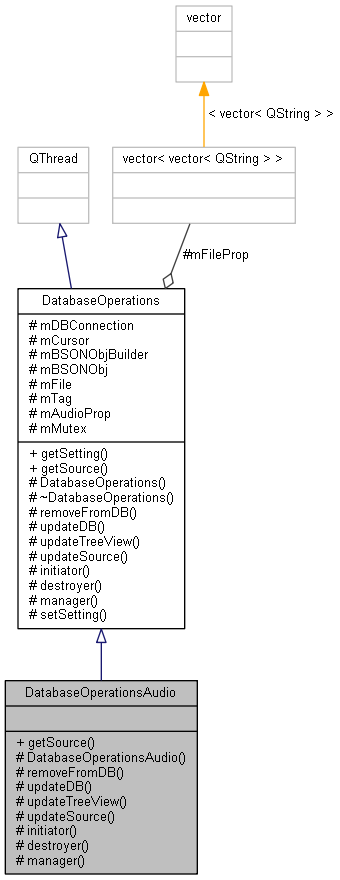 vector
< vector< QString > >
QThread
vector< vector< QString > >
#mFileProp
DatabaseOperations
# mDBConnection
# mCursor
# mBSONObjBuilder
# mBSONObj
# mFile
# mTag
# mAudioProp
# mMutex
+ getSetting()
+ getSource()
# DatabaseOperations()
# ~DatabaseOperations()
# removeFromDB()
# updateDB()
# updateTreeView()
# updateSource()
# initiator()
# destroyer()
# manager()
# setSetting()
DatabaseOperationsAudio
+ getSource()
# DatabaseOperationsAudio()
# removeFromDB()
# updateDB()
# updateTreeView()
# updateSource()
# initiator()
# destroyer()
# manager()